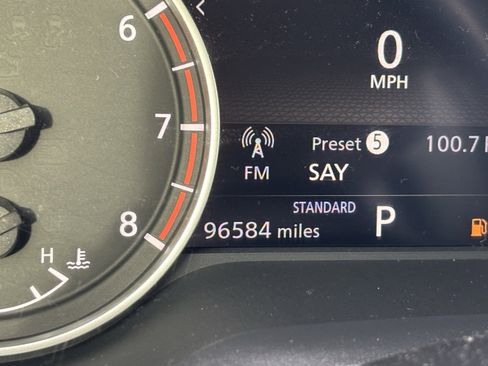 6
7
8
H
0
MPH
Preset 5 100.7
FM SAY
STANDARD
96584 miles
P